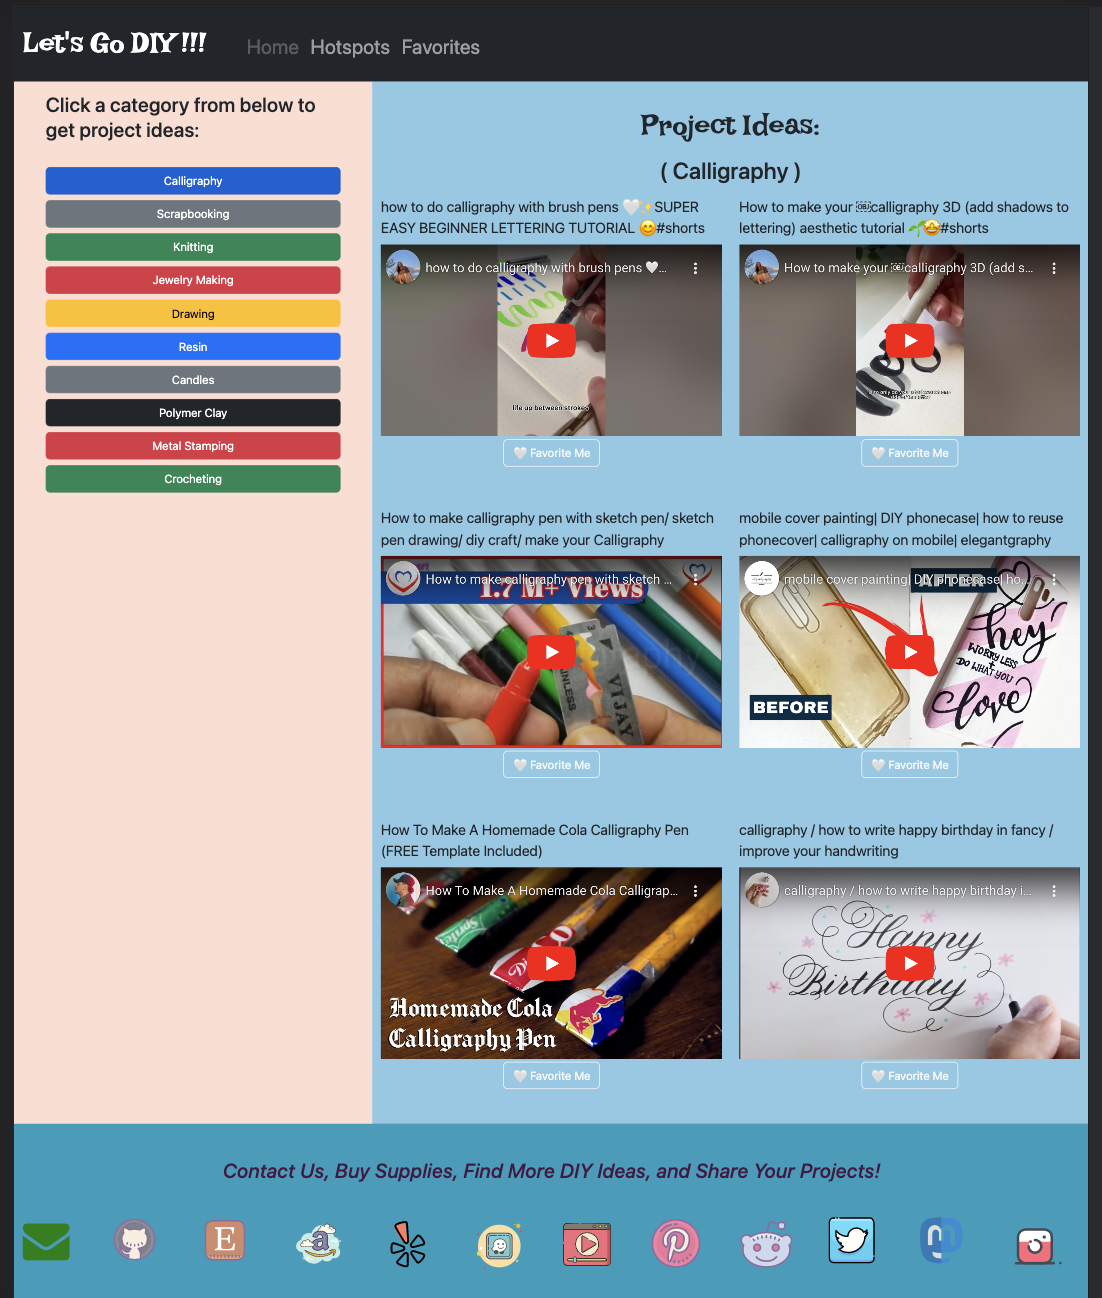 Let's Go DIY !!!
Home Hotspots Favorites
Click a category from below to
get project ideas:
Calligraphy
Scrapbooking
Knitting
Jewelry Making
Drawing
Resin
Candles
Polymer Clay
Metal Stamping
Crocheting
Project Ideas:
( Calligraphy )
how to do calligraphy with brush pens 🤍✨SUPER
EASY BEGINNER LETTERING TUTORIAL 😊#shorts
how to do calligraphy with brush pens 🤍...
life up between strokes
🤍 Favorite Me
How to make your calligraphy 3D (add shadows to
lettering) aesthetic tutorial 🌱🤩#shorts
How to make your calligraphy 3D (add s...
🤍 Favorite Me
How to make calligraphy pen with sketch pen/ sketch
pen drawing/ diy craft/ make your Calligraphy
How to make calligraphy pen with sketch ...
1.7 M+ Views
VIJAY
🤍 Favorite Me
mobile cover painting| DIY phonecase| how to reuse
phonecover| calligraphy on mobile| elegantgraphy
mobile cover painting| DIY phonecase| ho...
BEFORE
hey
WORRY LESS
+
DO WHAT YOU
love
🤍 Favorite Me
How To Make A Homemade Cola Calligraphy Pen
(FREE Template Included)
How To Make A Homemade Cola Calligrap...
Sprite
Homemade Cola
Calligraphy Pen
🤍 Favorite Me
calligraphy / how to write happy birthday in fancy /
improve your handwriting
calligraphy / how to write happy birthday i...
Happy
Birthday
🤍 Favorite Me
Contact Us, Buy Supplies, Find More DIY Ideas, and Share Your Projects!
E
a